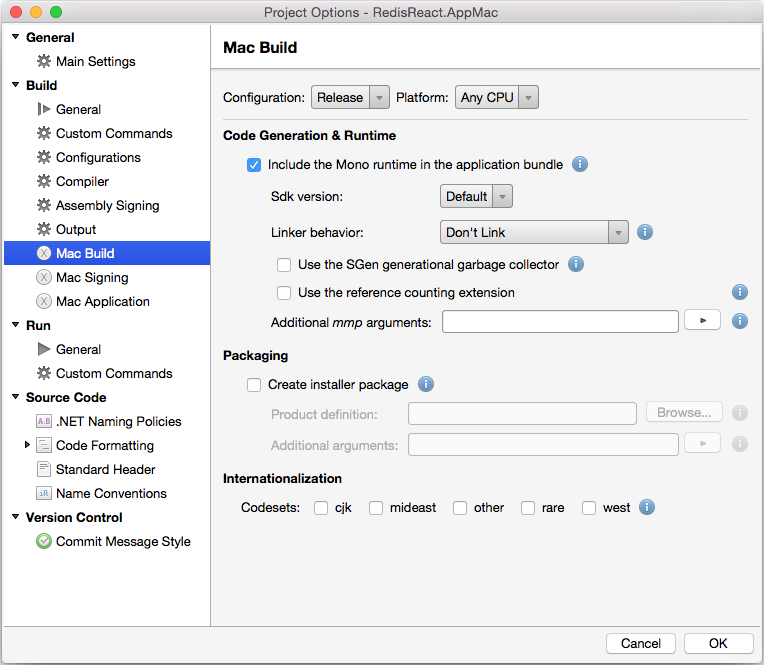 Project Options - RedisReact.AppMac
General
Main Settings
Build
General
Custom Commands
Configurations
Compiler
Assembly Signing
Output
X Mac Build
X Mac Signing
X Mac Application
Run
General
Custom Commands
Source Code
A.B .NET Naming Policies
Code Formatting
Standard Header
iR Name Conventions
Version Control
Commit Message Style
Mac Build
Configuration: Release Platform: Any CPU
Code Generation & Runtime
Include the Mono runtime in the application bundle i
Sdk version: Default
Linker behavior: Don't Link i
Use the SGen generational garbage collector i
Use the reference counting extension i
Additional mmp arguments: i
Packaging
Create installer package i
Product definition: Browse... i
Additional arguments: i
Internationalization
Codesets: cjk mideast other rare west i
Cancel OK